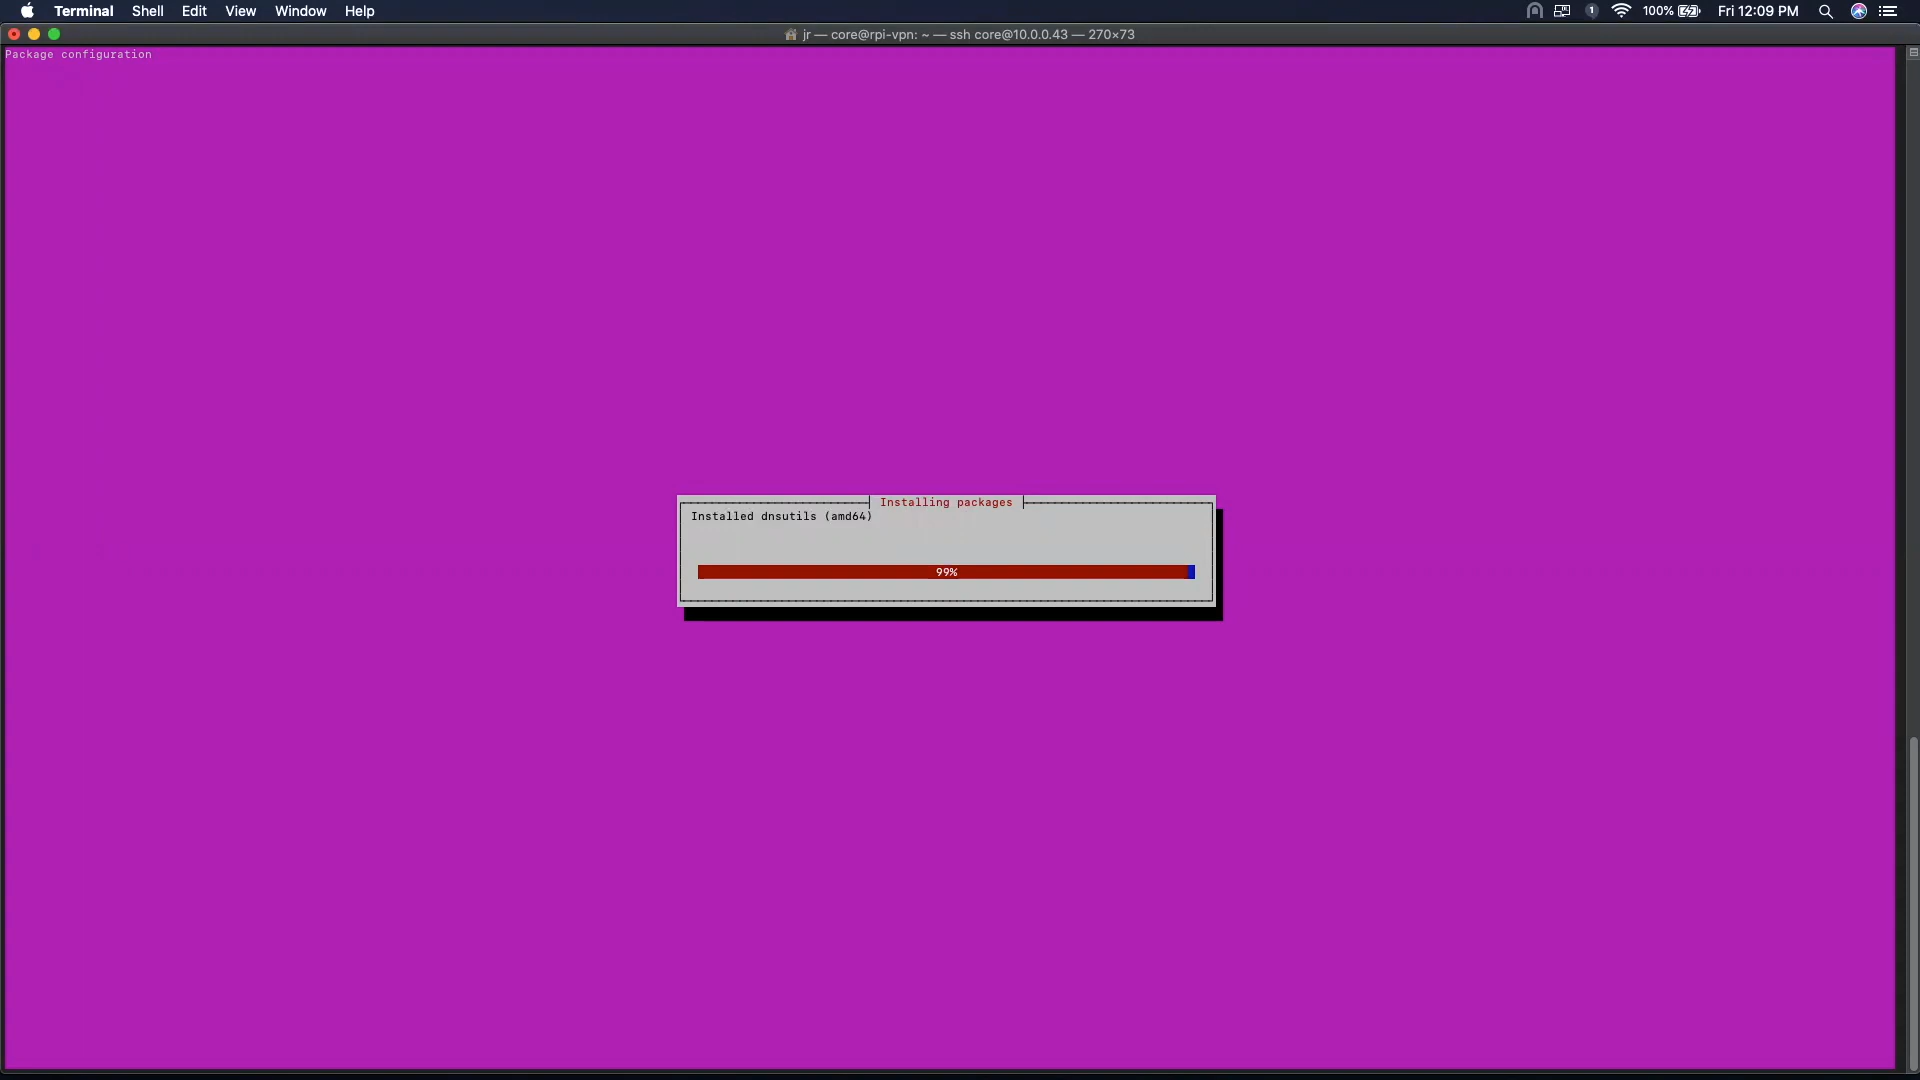 Terminal Shell Edit View Window Help
1 100% Fri 12:09 PM
jr — core@rpi-vpn: ~ — ssh core@10.0.0.43 — 270×73
Package configuration
Installing packages
Installed dnsutils (amd64)
99%